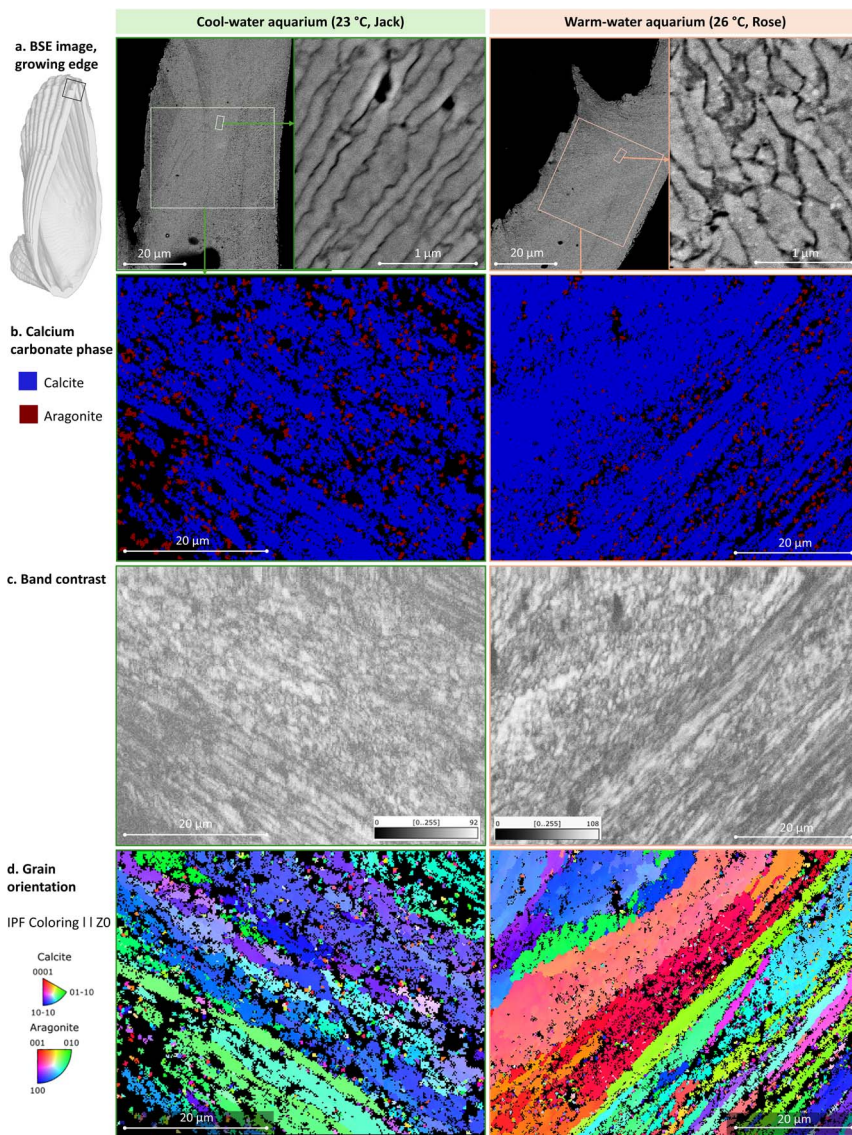 Cool-water aquarium (23 °C, Jack)
Warm-water aquarium (26 °C, Rose)
a. BSE image,
growing edge
20 µm
1 µm
20 µm
1 µm
b. Calcium
carbonate phase
Calcite
Aragonite
20 µm
20 µm
c. Band contrast
20 µm
0 [0..255] 92
0 [0..255] 108
20 µm
d. Grain
orientation
IPF Coloring I I Z0
Calcite
0001
01-10
10-10
Aragonite
001 010
100
20 µm
20 µm